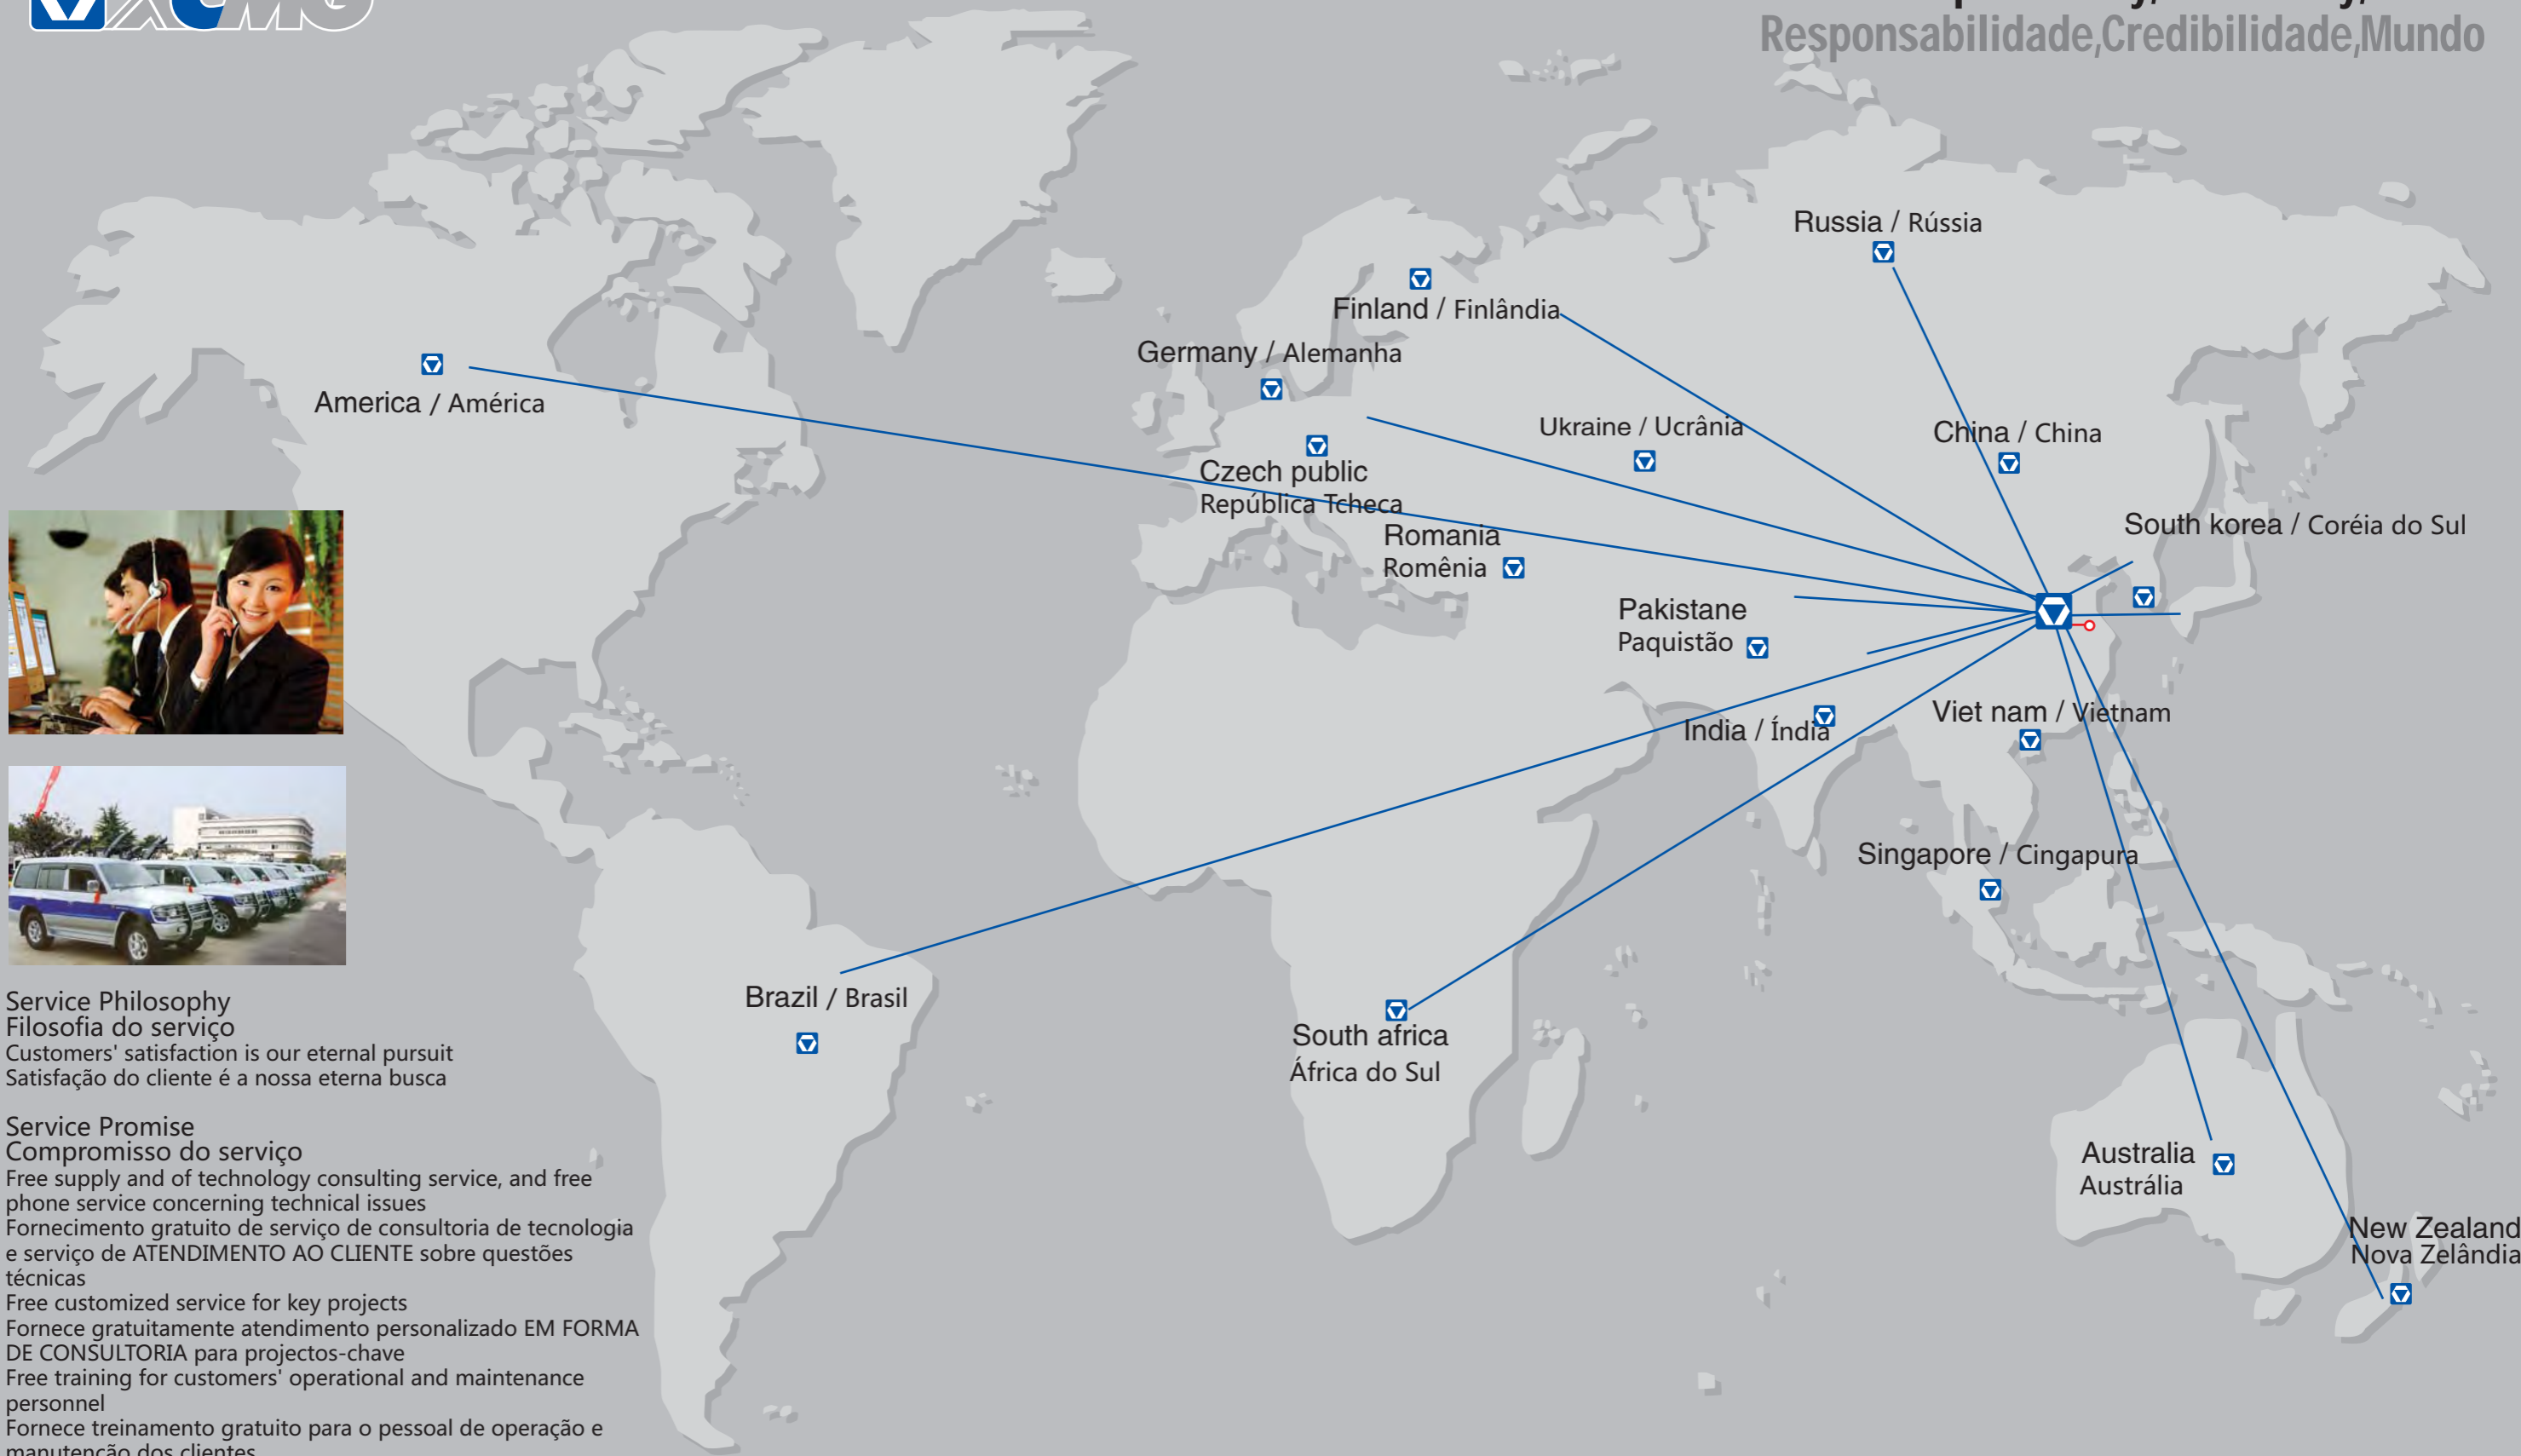 XCMG
Responsabilidade,Credibilidade,Mundo
Russia / Rússia
Finland / Finlândia
Germany / Alemanha
America / América
Ukraine / Ucrânia
China / China
Czech public
República Tcheca
South korea / Coréia do Sul
Romania
Romênia
Pakistane
Paquistão
India / Índia
Viet nam / Vietnam
Singapore / Cingapura
Brazil / Brasil
South africa
África do Sul
Australia
Austrália
New Zealand
Nova Zelândia
Service Philosophy
Filosofia do serviço
Customers' satisfaction is our eternal pursuit
Satisfação do cliente é a nossa eterna busca
Service Promise
Compromisso do serviço
Free supply and of technology consulting service, and free
phone service concerning technical issues
Fornecimento gratuito de serviço de consultoria de tecnologia
e serviço de ATENDIMENTO AO CLIENTE sobre questões
técnicas
Free customized service for key projects
Fornece gratuitamente atendimento personalizado EM FORMA
DE CONSULTORIA para projectos-chave
Free training for customers' operational and maintenance
personnel
Fornece treinamento gratuito para o pessoal de operação e
manutenção dos clientes